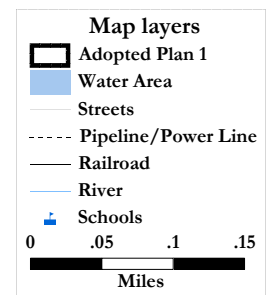 Map layers
Adopted Plan 1
Water Area
Streets
Pipeline/Power Line
Railroad
River
Schools
0 .05 .1 .15
Miles